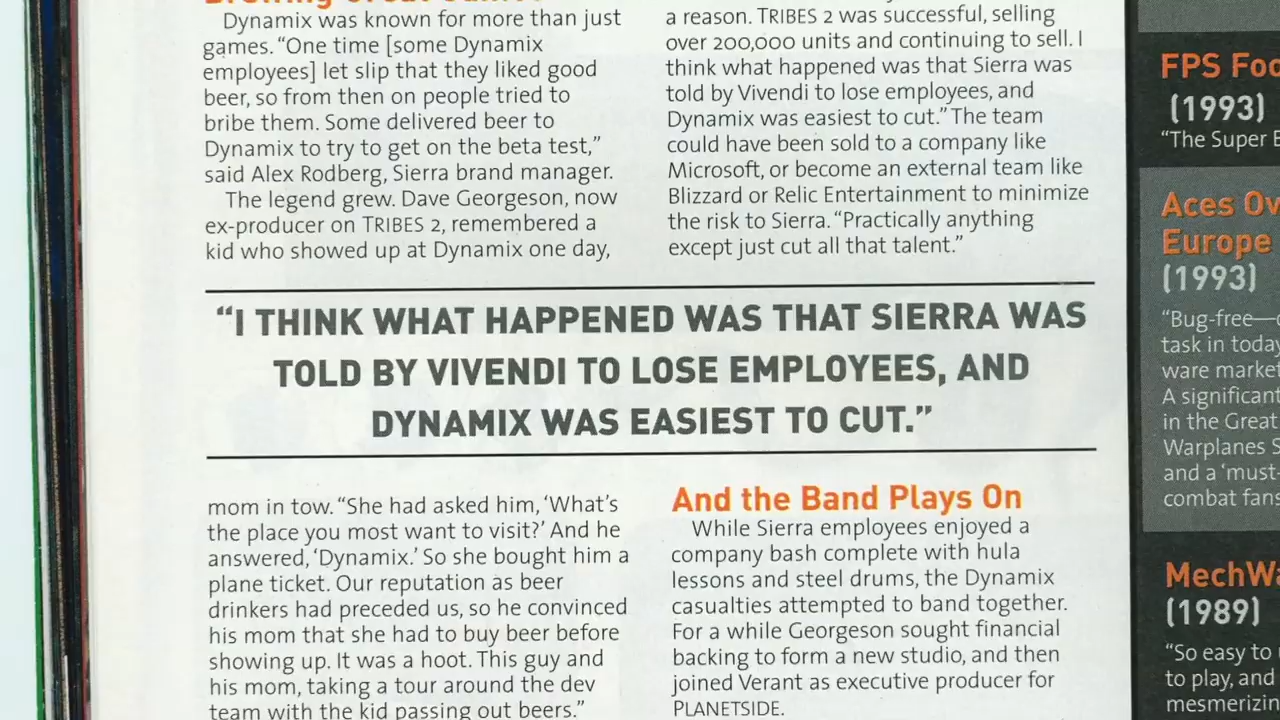 Dynamix was known for more than just
games. “One time [some Dynamix
employees] let slip that they liked good
beer, so from then on people tried to
bribe them. Some delivered beer to
Dynamix to try to get on the beta test,”
said Alex Rodberg, Sierra brand manager.
The legend grew. Dave Georgeson, now
ex-producer on TRIBES 2, remembered a
kid who showed up at Dynamix one day,
a reason. TRIBES 2 was successful, selling
over 200,000 units and continuing to sell. I
think what happened was that Sierra was
told by Vivendi to lose employees, and
Dynamix was easiest to cut.” The team
could have been sold to a company like
Microsoft, or become an external team like
Blizzard or Relic Entertainment to minimize
the risk to Sierra. “Practically anything
except just cut all that talent.”
“I THINK WHAT HAPPENED WAS THAT SIERRA WAS
TOLD BY VIVENDI TO LOSE EMPLOYEES, AND
DYNAMIX WAS EASIEST TO CUT.”
mom in tow. “She had asked him, ‘What’s
the place you most want to visit?’ And he
answered, ‘Dynamix.’ So she bought him a
plane ticket. Our reputation as beer
drinkers had preceded us, so he convinced
his mom that she had to buy beer before
showing up. It was a hoot. This guy and
his mom, taking a tour around the dev
team with the kid passing out beers.”
And the Band Plays On
While Sierra employees enjoyed a
company bash complete with hula
lessons and steel drums, the Dynamix
casualties attempted to band together.
For a while Georgeson sought financial
backing to form a new studio, and then
joined Verant as executive producer for
PLANETSIDE.
FPS Foo
(1993)
“The Super
Aces Ov
Europe
(1993)
“Bug-free—
task in today
ware market
A significant
in the Great
Warplanes S
and a ‘must-
combat fans
MechWa
(1989)
“So easy to
to play, and
mesmerizin